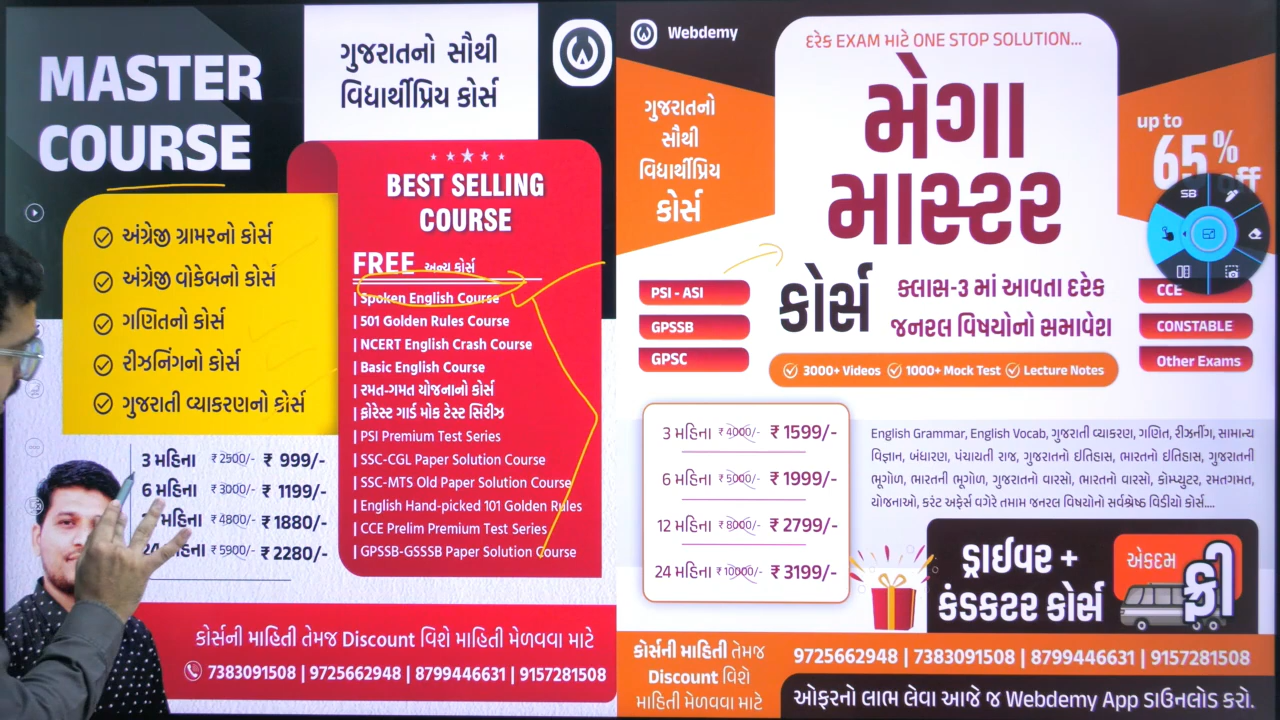 MASTER
COURSE
ગુજરાતનો સૌથી
વિદ્યાર્થીપ્રિય કોર્સ
BEST SELLING
COURSE
અંગ્રેજી ગ્રામરનો કોર્સ
અંગ્રેજી વોકેબનો કોર્સ
ગણિતનો કોર્સ
રીઝનિંગનો કોર્સ
ગુજરાતી વ્યાકરણનો કોર્સ
FREE અન્ય કોર્સ
| Spoken English Course
| 501 Golden Rules Course
| NCERT English Crash Course
| Basic English Course
| રમત-ગમત યોજનાનો કોર્સ
| ફોરેસ્ટ ગાર્ડ મોક ટેસ્ટ સિરીઝ
| PSI Premium Test Series
| SSC-CGL Paper Solution Course
| SSC-MTS Old Paper Solution Course
| English Hand-picked 101 Golden Rules
| CCE Prelim Premium Test Series
| GPSSB-GSSSB Paper Solution Course
3 મહિના ₹ 2500/- ₹ 999/-
6 મહિના ₹ 3000/- ₹ 1199/-
મહિના ₹ 4800/- ₹ 1880/-
₹ 5900/- ₹ 2280/-
કોર્સની માહિતી તેમજ Discount વિશે માહિતી મેળવવા માટે
7383091508 | 9725662948 | 8799446631 | 9157281508
Webdemy
દરેક EXAM માટે ONE STOP SOLUTION...
ગુજરાતનો
સૌથી
વિદ્યાર્થીપ્રિય
કોર્સ
મેગા
માસ્ટર
કોર્સ
up to
65%
off
SB
ક્લાસ-3 માં આવતા દરેક
જનરલ વિષયોનો સમાવેશ
PSI - ASI
GPSSB
GPSC
CCE
CONSTABLE
Other Exams
3000+ Videos 1000+ Mock Test Lecture Notes
3 મહિના ₹ 4000/- ₹ 1599/-
6 મહિના ₹ 5000/- ₹ 1999/-
12 મહિના ₹ 8000/- ₹ 2799/-
24 મહિના ₹ 10000/- ₹ 3199/-
English Grammar, English Vocab, ગુજરાતી વ્યાકરણ, ગણિત, રીઝનીંગ, સામાન્ય
વિજ્ઞાન, બંધારણ, પંચાયતી રાજ, ગુજરાતનો ઈતિહાસ, ભારતનો ઈતિહાસ, ગુજરાતની
ભૂગોળ, ભારતની ભૂગોળ, ગુજરાતનો વારસો, ભારતનો વારસો, કોમ્પ્યુટર, રમતગમત,
યોજનાઓ, કરંટ અફેર્સ વગેરે તમામ જનરલ વિષયોનો સર્વશ્રેષ્ઠ વિડીયો કોર્સ....
ડ્રાઈવર +
કંડકટર કોર્સ
એકદમ
ફ્રી
કોર્સની માહિતી તેમજ
Discount વિશે
માહિતી મેળવવા માટે
9725662948 | 7383091508 | 8799446631 | 9157281508
ઓફરનો લાભ લેવા આજે જ Webdemy App ડાઉનલોડ કરો.